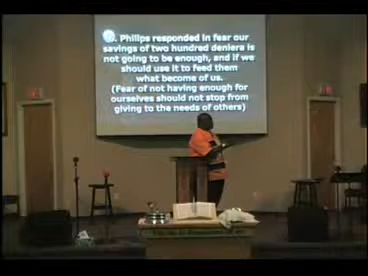 Philips responded in fear our
savings of two hundred deniera is
not going to be enough, and if we
should use it to feed them
what become of us.
(Fear of not having enough for
ourselves should not stop from
giving to the needs of others)